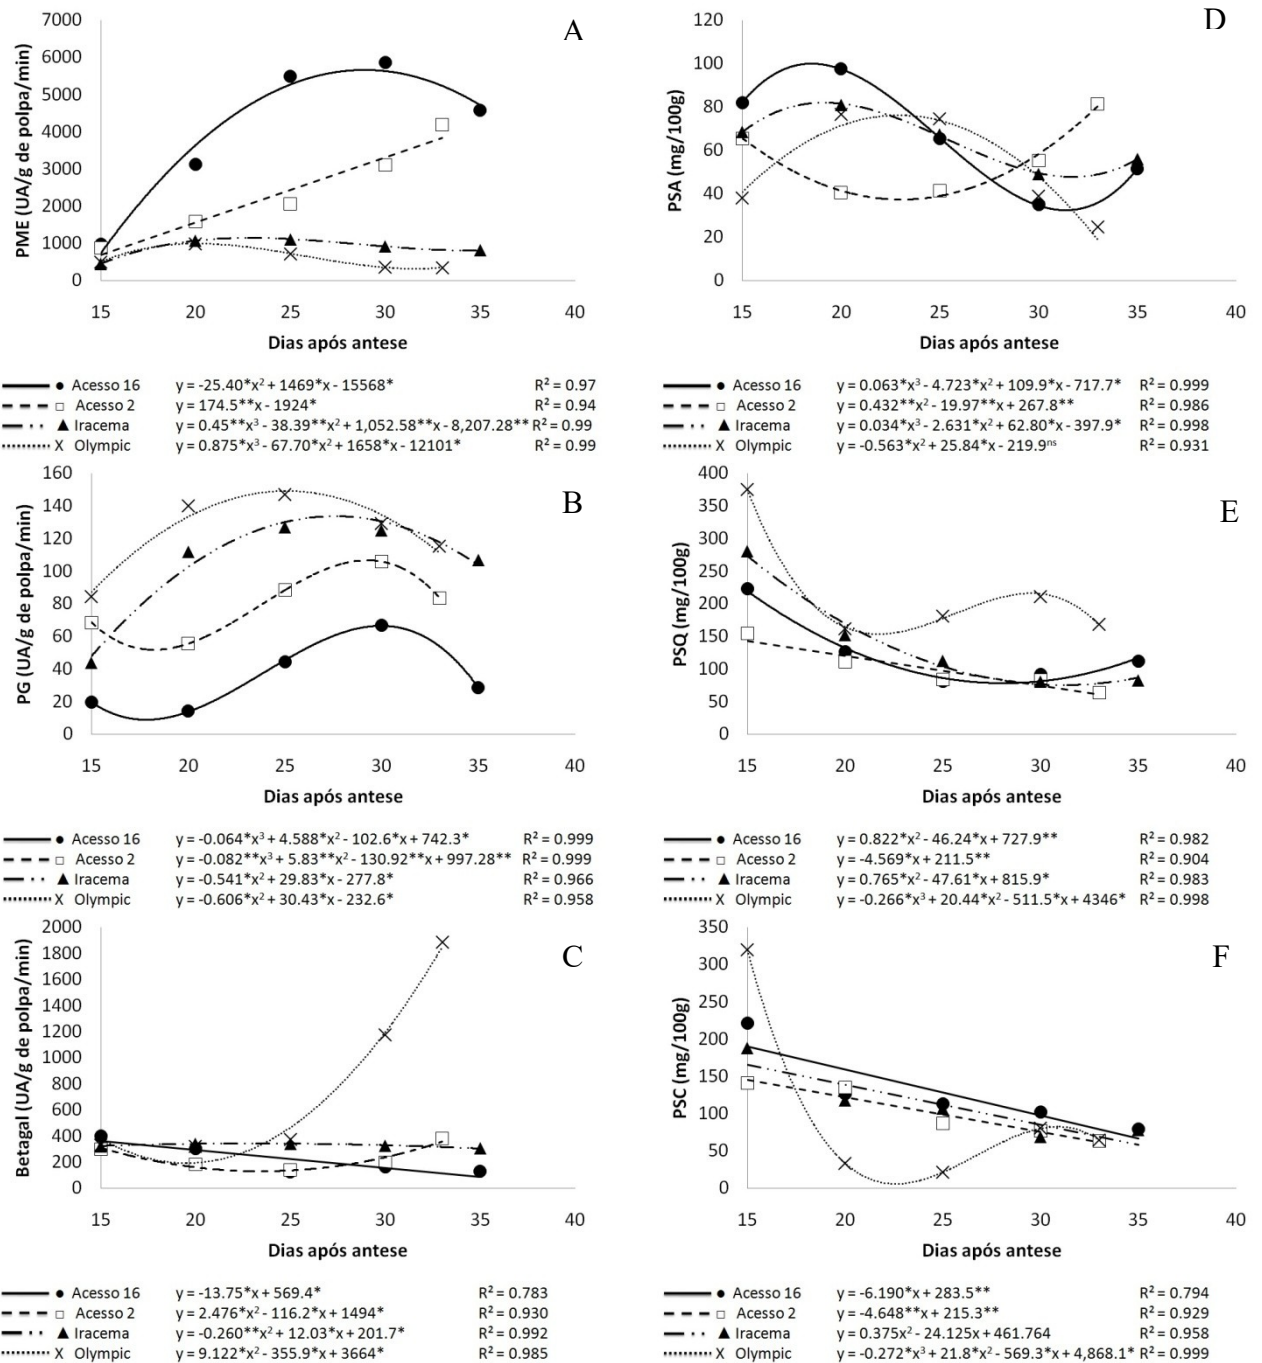 A
7000
6000
5000
4000
3000
2000
1000
0
PME (UA/g de polpa/min)
15 20 25 30 35 40
Dias após antese
● Acesso 16 y = -25.40*x² + 1469*x - 15568* R² = 0.97
□ Acesso 2 y = 174.5**x - 1924* R² = 0.94
▲ Iracema y = 0.45**x³ - 38.39**x² + 1,052.58**x - 8,207.28** R² = 0.99
X Olympic y = 0.875*x³ - 67.70*x² + 1658*x - 12101* R² = 0.99
D
120
100
80
60
40
20
0
PSA (mg/100g)
15 20 25 30 35 40
Dias após antese
● Acesso 16 y = 0.063*x³ - 4.723*x² + 109.9*x - 717.7* R² = 0.999
□ Acesso 2 y = 0.432**x² - 19.97**x + 267.8** R² = 0.986
▲ Iracema y = 0.034*x³ - 2.631*x² + 62.80*x - 397.9* R² = 0.998
X Olympic y = -0.563*x² + 25.84*x - 219.9ⁿˢ R² = 0.931
B
160
140
120
100
80
60
40
20
0
PG (UA/g de polpa/min)
15 20 25 30 35 40
Dias após antese
● Acesso 16 y = -0.064*x³ + 4.588*x² - 102.6*x + 742.3* R² = 0.999
□ Acesso 2 y = -0.082**x³ + 5.83**x² - 130.92**x + 997.28** R² = 0.999
▲ Iracema y = -0.541*x² + 29.83*x - 277.8* R² = 0.966
X Olympic y = -0.606*x² + 30.43*x - 232.6* R² = 0.958
E
400
350
300
250
200
150
100
50
0
PSQ (mg/100g)
15 20 25 30 35 40
Dias após antese
● Acesso 16 y = 0.822*x² - 46.24*x + 727.9** R² = 0.982
□ Acesso 2 y = -4.569*x + 211.5** R² = 0.904
▲ Iracema y = 0.765*x² - 47.61*x + 815.9* R² = 0.983
X Olympic y = -0.266*x³ + 20.44*x² - 511.5*x + 4346* R² = 0.998
C
2000
1800
1600
1400
1200
1000
800
600
400
200
0
Betagal (UA/g de polpa/min)
15 20 25 30 35 40
Dias após antese
● Acesso 16 y = -13.75*x + 569.4* R² = 0.783
□ Acesso 2 y = 2.476*x² - 116.2*x + 1494* R² = 0.930
▲ Iracema y = -0.260**x² + 12.03*x + 201.7* R² = 0.992
X Olympic y = 9.122*x² - 355.9*x + 3664* R² = 0.985
F
350
300
250
200
150
100
50
0
PSC (mg/100g)
15 20 25 30 35 40
Dias após antese
● Acesso 16 y = -6.190*x + 283.5** R² = 0.794
□ Acesso 2 y = -4.648**x + 215.3** R² = 0.929
▲ Iracema y = 0.375x² - 24.125x + 461.764 R² = 0.958
X Olympic y = -0.272*x³ + 21.8*x² - 569.3*x + 4,868.1* R² = 0.999